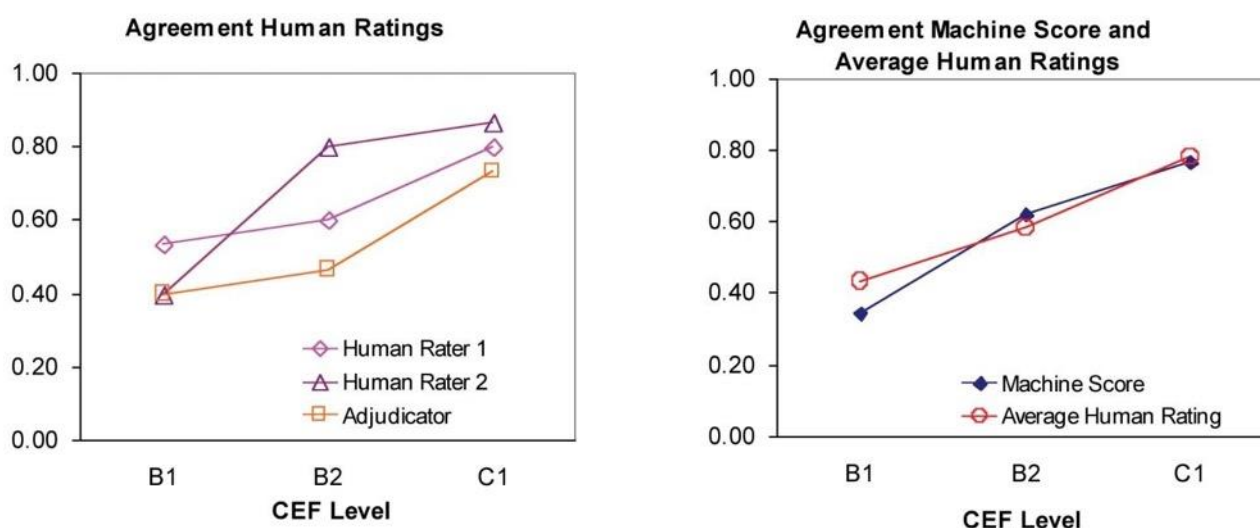 Agreement Human Ratings
1.00
0.80
0.60
0.40
0.20
0.00
Human Rater 1
Human Rater 2
Adjudicator
B1 B2 C1
CEF Level
Agreement Machine Score and
Average Human Ratings
1.00
0.80
0.60
0.40
0.20
0.00
Machine Score
Average Human Rating
B1 B2 C1
CEF Level